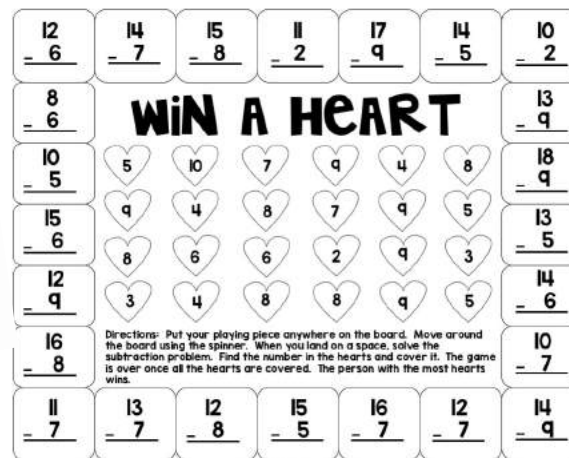 12 14 15 11 17 14 10
- 6 - 7 - 8 - 2 - 9 - 5 - 2
8
- 6
WiN A HeART
13
- 9
10
- 5
5 10 7 9 4 8
18
- 9
15
- 6
9 4 8 7 9 5
13
- 5
8 6 6 2 9 3
12
- 9
3 4 8 8 9 5
14
- 6
16
- 8
Directions: Put your playing piece anywhere on the board. Move around
the board using the spinner. When you land on a space, solve the
subtraction problem. Find the number in the hearts and cover it. The game
is over once all the hearts are covered. The person with the most hearts
wins.
10
- 7
11 13 12 15 16 12 14
- 7 - 7 - 8 - 5 - 7 - 7 - 9